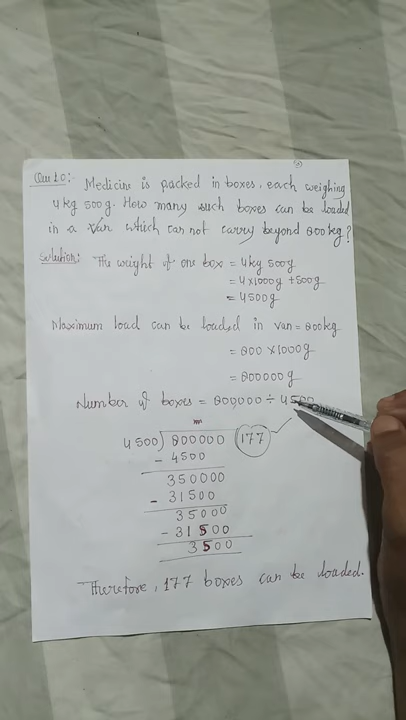 Que 10:- Medicine is packed in boxes, each weighing
4kg 500g. How many such boxes can be loaded
in a Van which can not carry beyond 800kg?
Solution: The weight of one box = 4kg 500g
= 4×1000g +500g
= 4500g
Maximum load can be loaded in van = 800kg
= 800 ×1000g
= 800000 g
Number of boxes = 800000 ÷ 4500
4500) 800000 (177
- 4500
350000
- 31500
35000
- 31500
3500
Therefore, 177 boxes can be loaded.